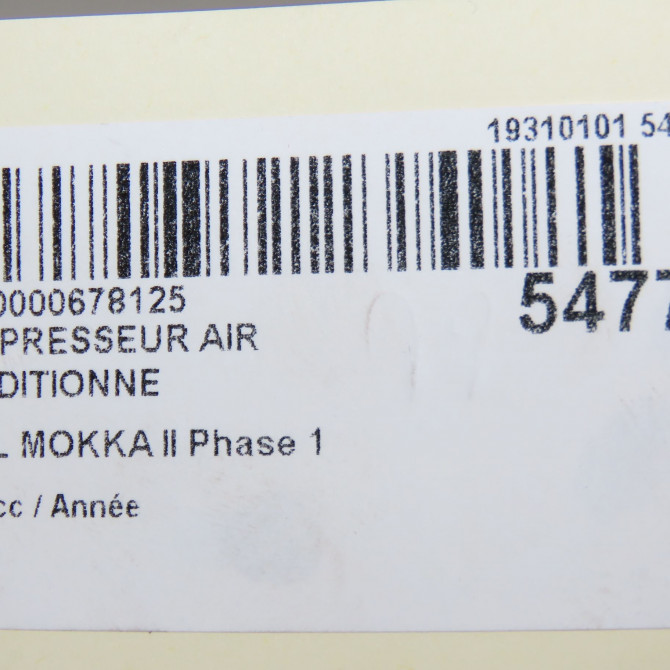 19310101 54
0000678125
5477
PRESSEUR AIR
DITIONNE
L MOKKA II Phase 1
cc / Année